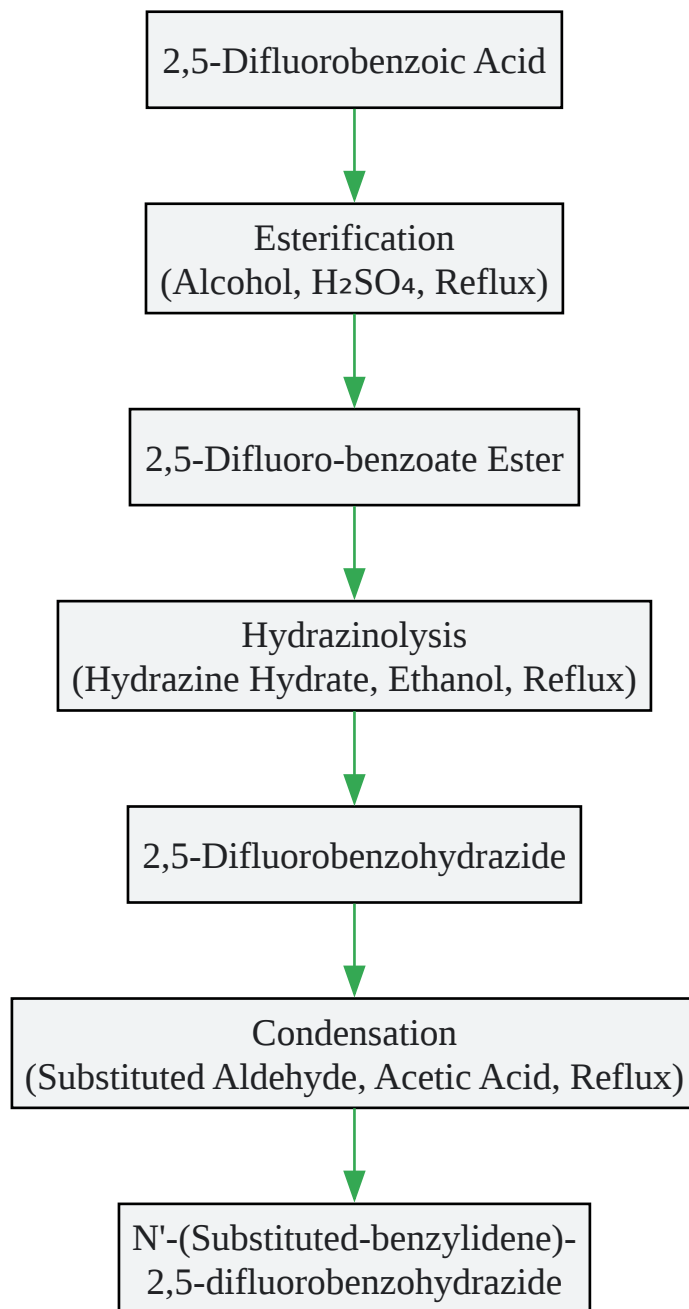 2,5-Difluorobenzoic Acid
Esterification
(Alcohol, H₂SO₄, Reflux)
2,5-Difluoro-benzoate Ester
Hydrazinolysis
(Hydrazine Hydrate, Ethanol, Reflux)
2,5-Difluorobenzohydrazide
Condensation
(Substituted Aldehyde, Acetic Acid, Reflux)
N'-(Substituted-benzylidene)-
2,5-difluorobenzohydrazide